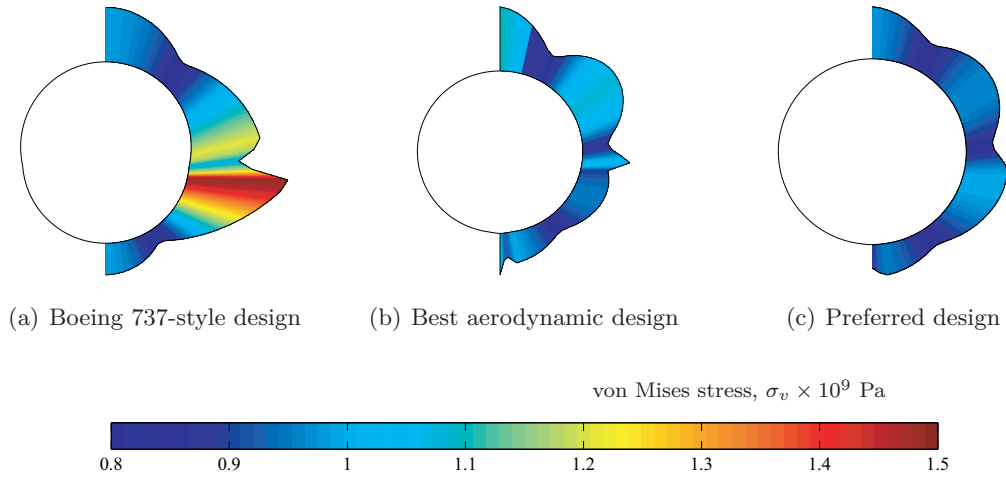 (a) Boeing 737-style design
(b) Best aerodynamic design
(c) Preferred design
von Mises stress, σᵥ × 10⁹ Pa
0.8 0.9 1 1.1 1.2 1.3 1.4 1.5